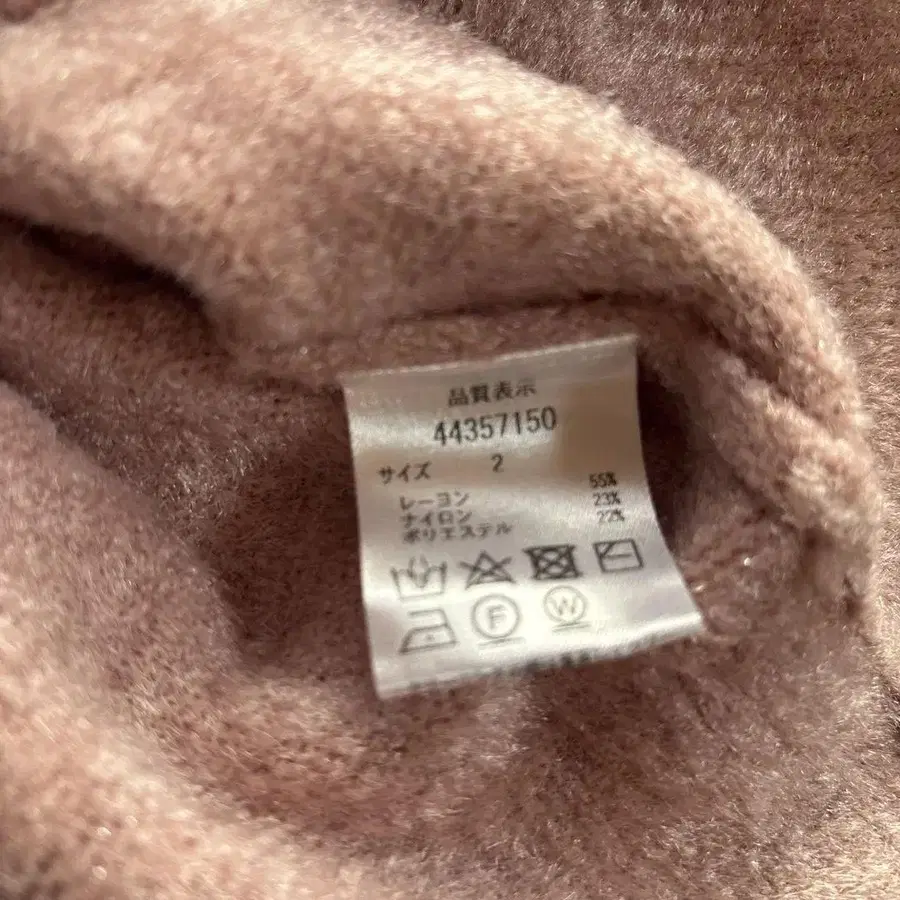 品質表示
44357150
サイズ 2
レーヨン 55%
ナイロン 23%
ポリエステル 22%
F W